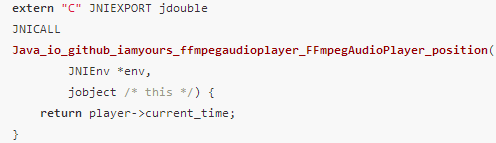 extern "C" JNIEXPORT jdouble
JNICALL
Java_io_github_iamyours_ffmpegaudioplayer_FFmpegAudioPlayer_position(
        JNIEnv *env,
        jobject /* this */) {
    return player->current_time;
}